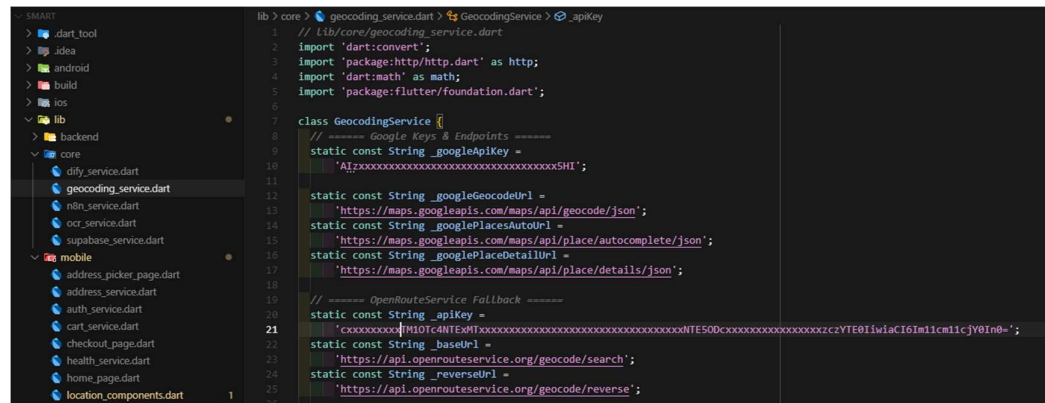 SMART
.dart_tool
.idea
android
build
ios
lib
backend
core
dify_service.dart
geocoding_service.dart
n8n_service.dart
ocr_service.dart
supabase_service.dart
mobile
address_picker_page.dart
address_service.dart
auth_service.dart
cart_service.dart
checkout_page.dart
health_service.dart
home_page.dart
location_components.dart 1
lib > core > geocoding_service.dart > GeocodingService > _apiKey
1 // lib/core/geocoding_service.dart
2 import 'dart:convert';
3 import 'package:http/http.dart' as http;
4 import 'dart:math' as math;
5 import 'package:flutter/foundation.dart';
6
7 class GeocodingService {
8 // ====== Google Keys & Endpoints ======
9 static const String _googleApiKey =
10 'AIzxxxxxxxxxxxxxxxxxxxxxxxxxxxxxxxxxSHI';
11
12 static const String _googleGeocodeUrl =
13 'https://maps.googleapis.com/maps/api/geocode/json';
14 static const String _googlePlacesAutoUrl =
15 'https://maps.googleapis.com/maps/api/place/autocomplete/json';
16 static const String _googlePlaceDetailUrl =
17 'https://maps.googleapis.com/maps/api/place/details/json';
18
19 // ====== OpenRouteService Fallback ======
20 static const String _apiKey =
21 'cxxxxxxxxxTM1OTc4NTExMTxxxxxxxxxxxxxxxxxxxxxxxxxxxxxxxxxxNTE5ODcxxxxxxxxxxxxxxxxzczYTE0IiwiaCI6Im11cm11cjY0In0=';
22 static const String _baseUrl =
23 'https://api.openrouteservice.org/geocode/search';
24 static const String _reverseUrl =
25 'https://api.openrouteservice.org/geocode/reverse';